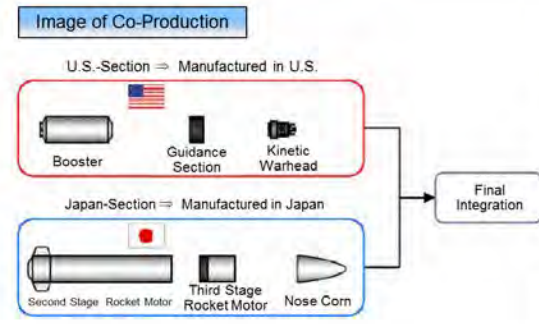 Image of Co-Production
U.S.-Section ⇒ Manufactured in U.S.
Booster
Guidance
Section
Kinetic
Warhead
Final
Integration
Japan-Section ⇒ Manufactured in Japan
Second Stage Rocket Motor
Third Stage
Rocket Motor
Nose Corn